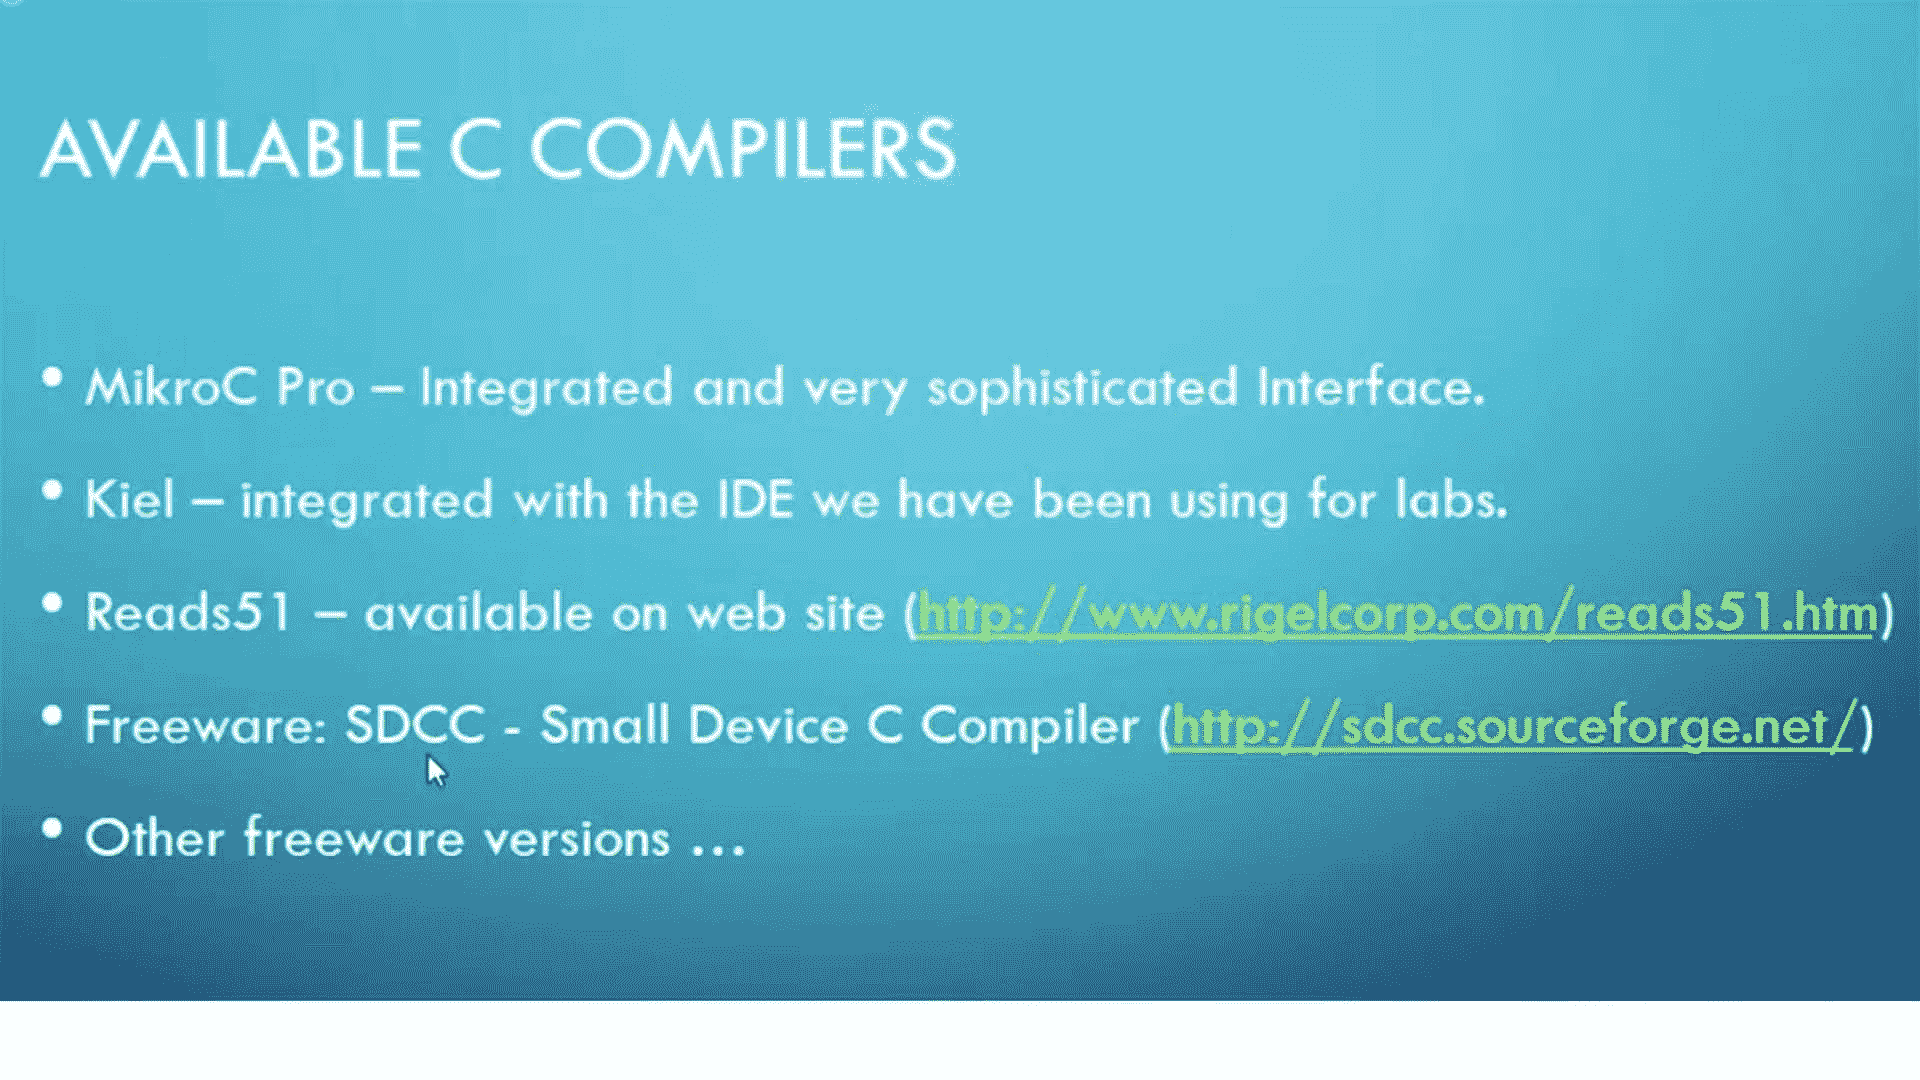 AVAILABLE C COMPILERS
• MikroC Pro – Integrated and very sophisticated Interface.
• Kiel – integrated with the IDE we have been using for labs.
• Reads51 – available on web site (http://www.rigelcorp.com/reads51.htm)
• Freeware: SDCC - Small Device C Compiler (http://sdcc.sourceforge.net/)
• Other freeware versions …